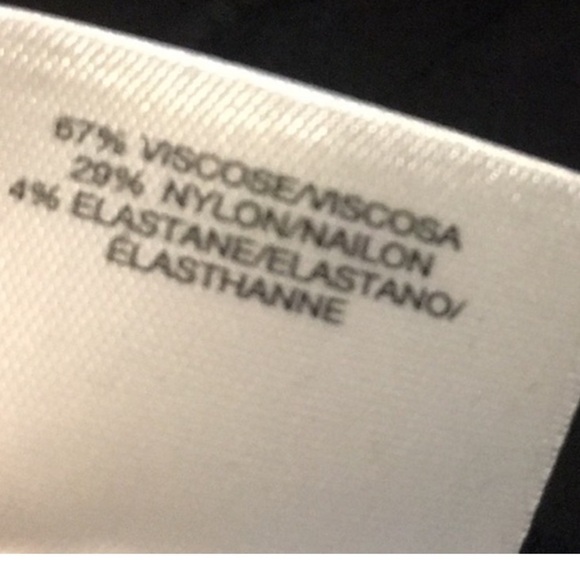 67% VISCOSE/VISCOSA
29% NYLON/NAILON
4% ELASTANE/ELASTANO/
ÉLASTHANNE